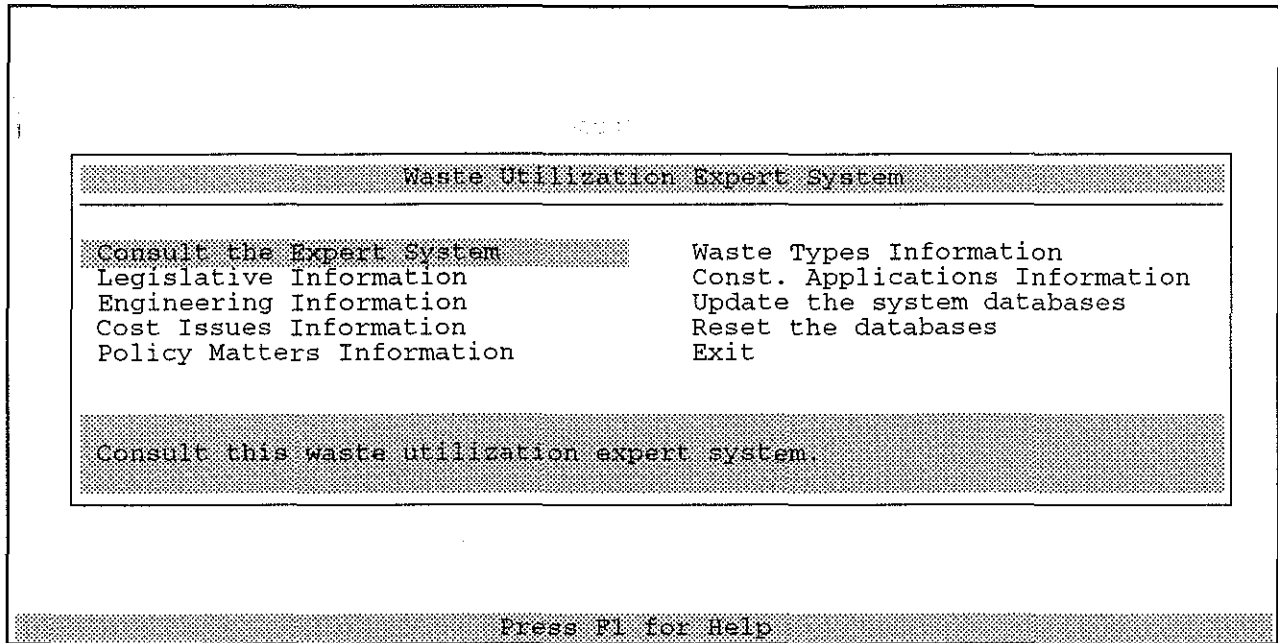 Waste Utilization Expert System
Consult the Expert System
Legislative Information
Engineering Information
Cost Issues Information
Policy Matters Information
Waste Types Information
Const. Applications Information
Update the system databases
Reset the databases
Exit
Consult this waste utilization expert system.
Press F1 for Help